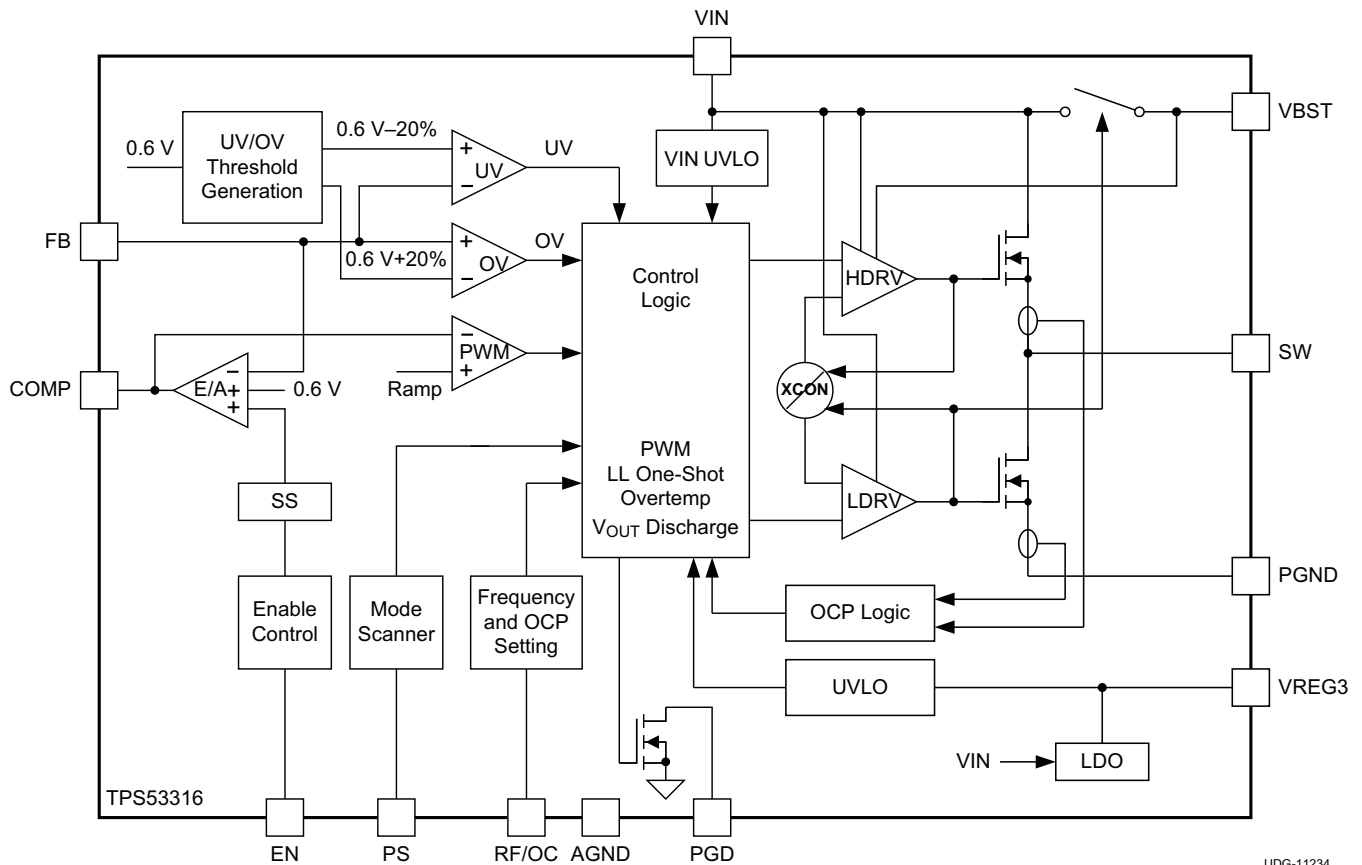 VIN
VBST
0.6 V
UV/OV
Threshold
Generation
0.6 V–20%
+
UV
−
UV
VIN UVLO
FB
0.6 V+20%
+
OV
−
OV
Control
Logic
HDRV
SW
−
PWM
+
Ramp
COMP
−
E/A+
+
0.6 V
XCON
PWM
LL One-Shot
Overtemp
VOUT Discharge
LDRV
SS
PGND
Enable
Control
Mode
Scanner
Frequency
and OCP
Setting
OCP Logic
UVLO
VREG3
VIN
LDO
TPS53316
EN
PS
RF/OC
AGND
PGD
UDG-11234